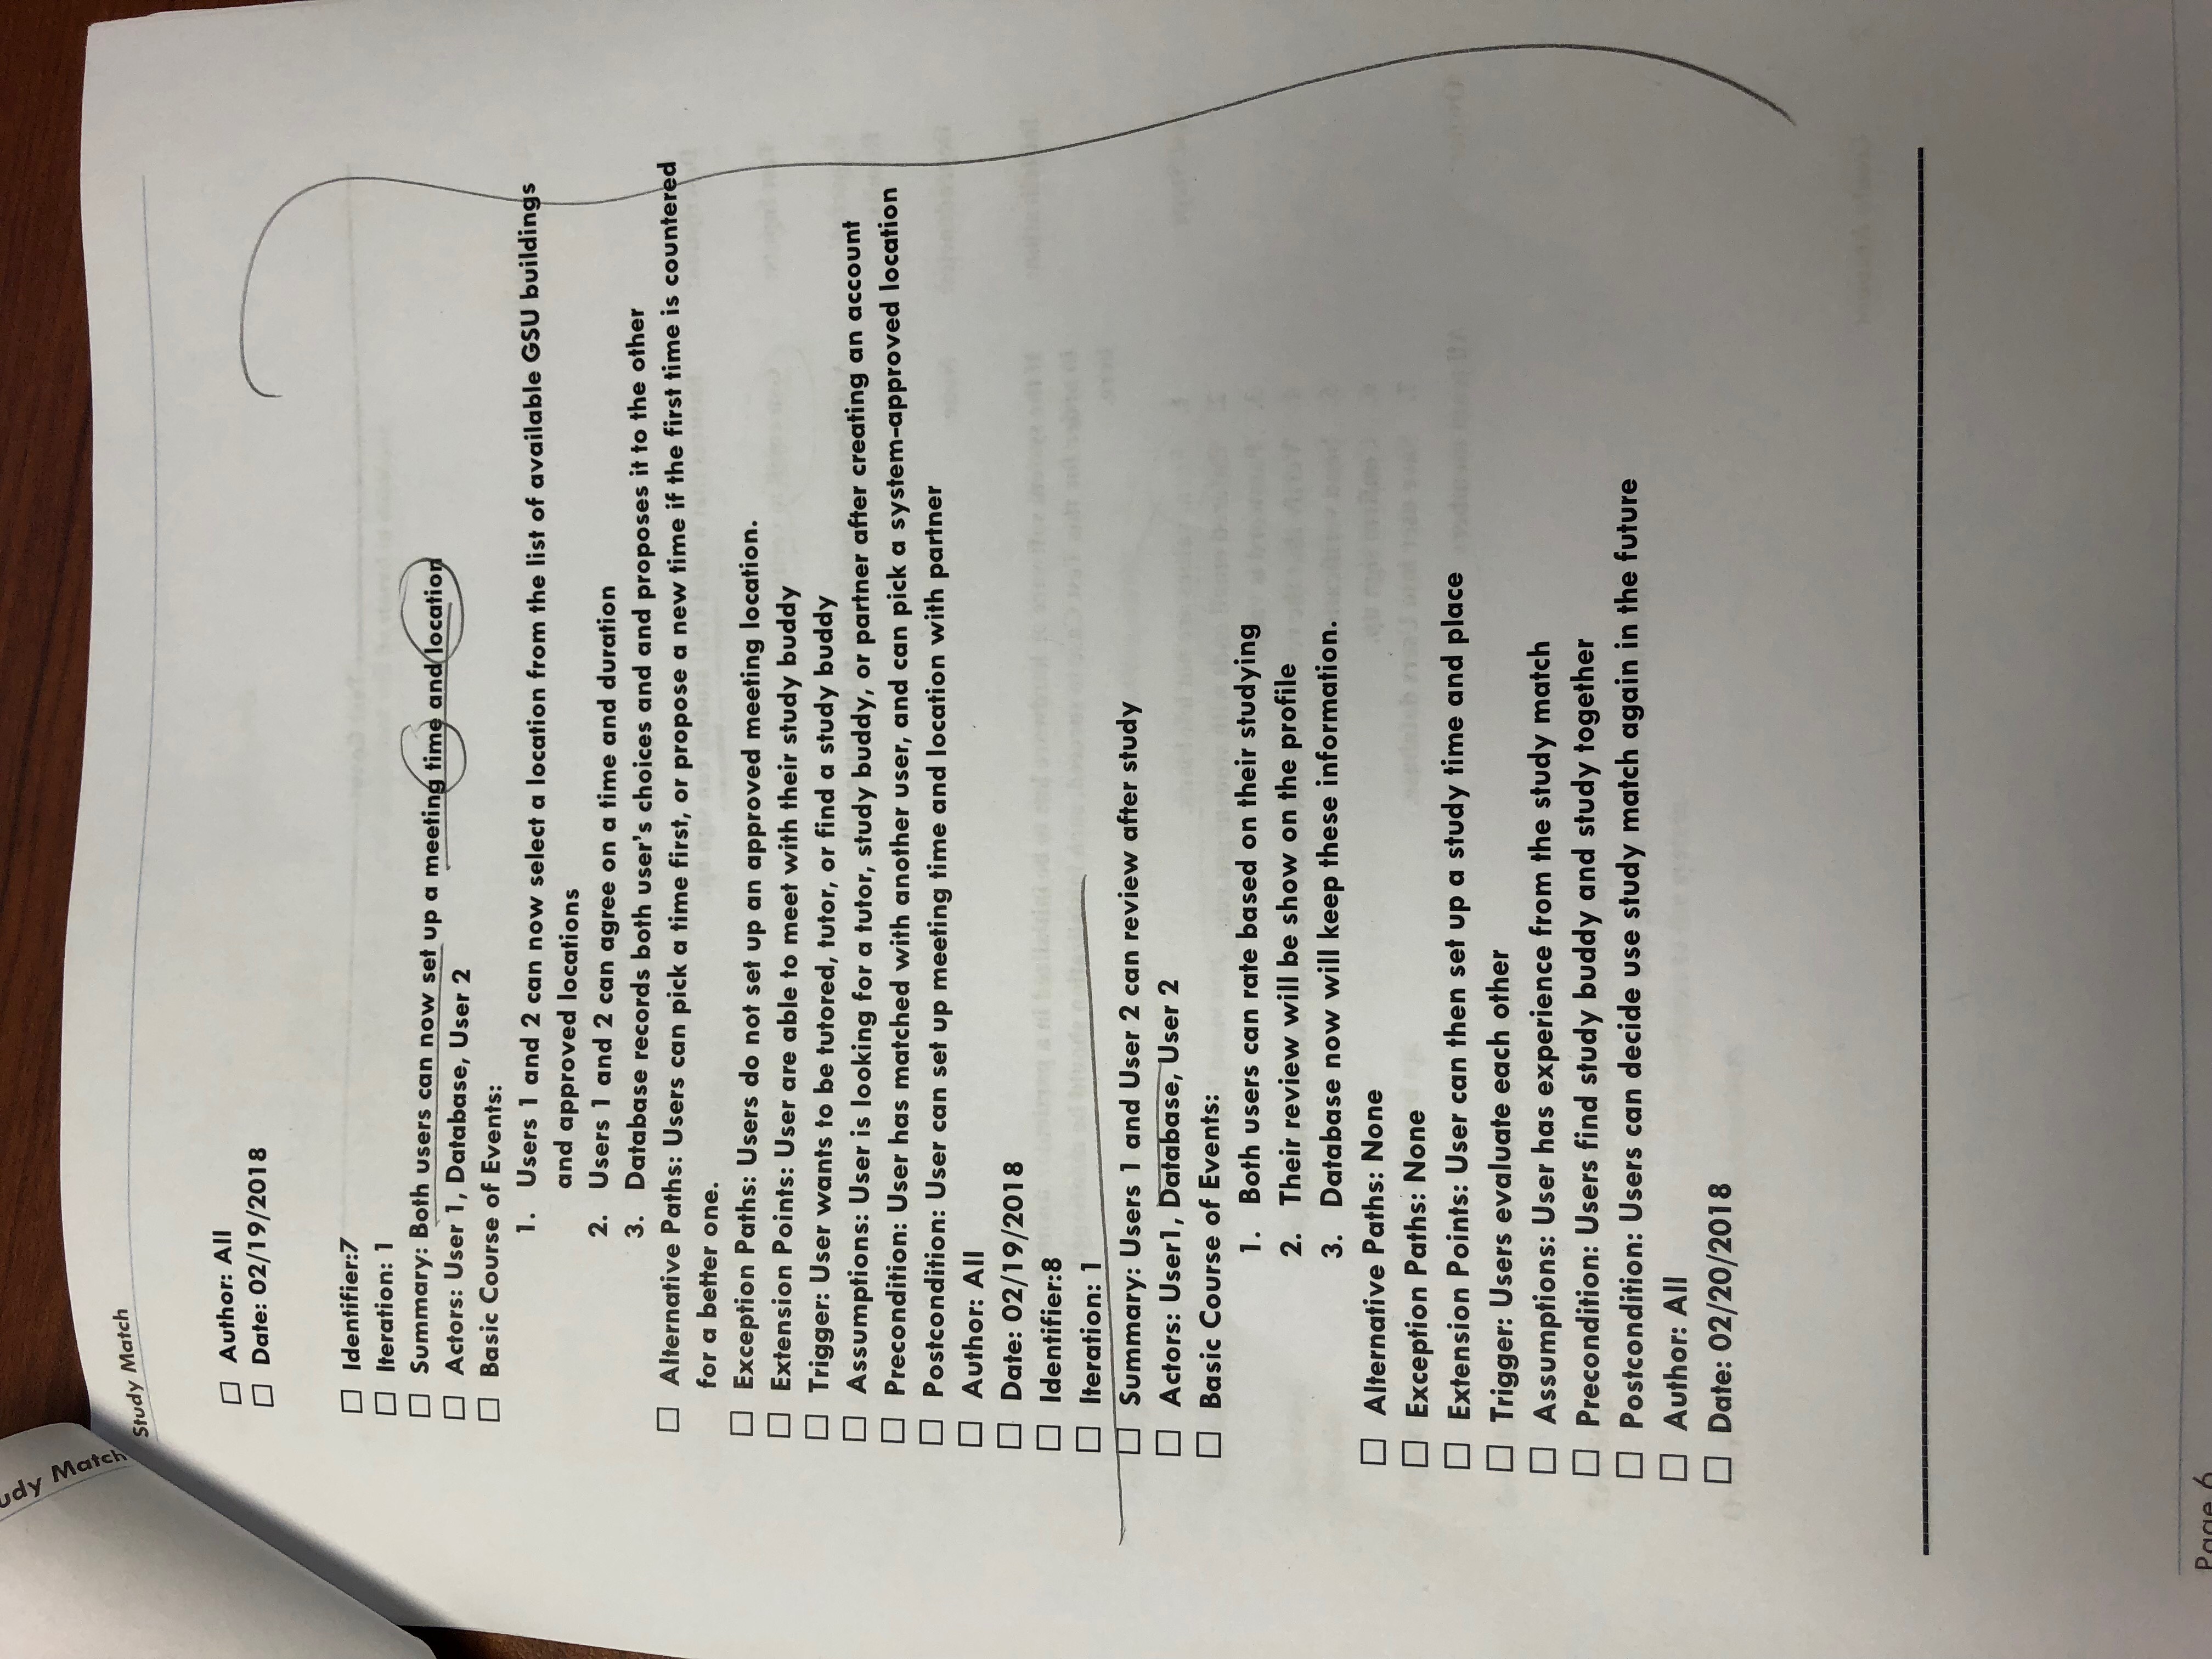 udy Match
Study Match
Author: All
Date: 02/19/2018
Identifier:7
Iteration: 1
Summary: Both users can now set up a meeting time and location
Actors: User 1, Database, User 2
Basic Course of Events:
1. Users 1 and 2 can now select a location from the list of available GSU buildings
and approved locations
2. Users 1 and 2 can agree on a time and duration
3. Database records both user's choices and and proposes it to the other
Alternative Paths: Users can pick a time first, or propose a new time if the first time is countered
for a better one.
Exception Paths: Users do not set up an approved meeting location.
Extension Points: User are able to meet with their study buddy
Trigger: User wants to be tutored, tutor, or find a study buddy
Assumptions: User is looking for a tutor, study buddy, or partner after creating an account
Precondition: User has matched with another user, and can pick a system-approved location
Postcondition: User can set up meeting time and location with partner
Author: All
Date: 02/19/2018
Identifier:8
Iteration: 1
Summary: Users 1 and User 2 can review after study
Actors: User1, Database, User 2
Basic Course of Events:
1. Both users can rate based on their studying
2. Their review will be show on the profile
3. Database now will keep these information.
Alternative Paths: None
Exception Paths: None
Extension Points: User can then set up a study time and place
Trigger: Users evaluate each other
Assumptions: User has experience from the study match
Precondition: Users find study buddy and study together
Postcondition: Users can decide use study match again in the future
Author: All
Date: 02/20/2018
Page 6